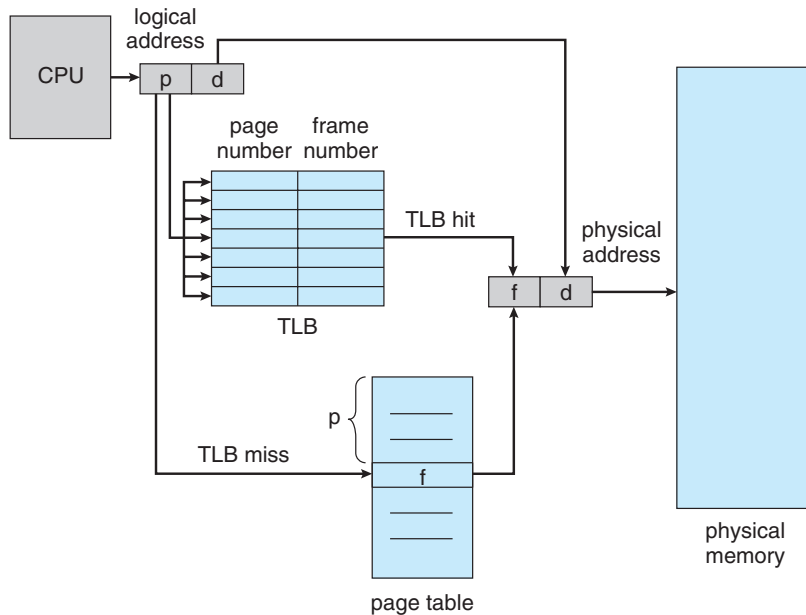 logical
address
CPU
p
d
page
number
frame
number
TLB hit
physical
address
f
d
TLB
p
TLB miss
f
page table
physical
memory